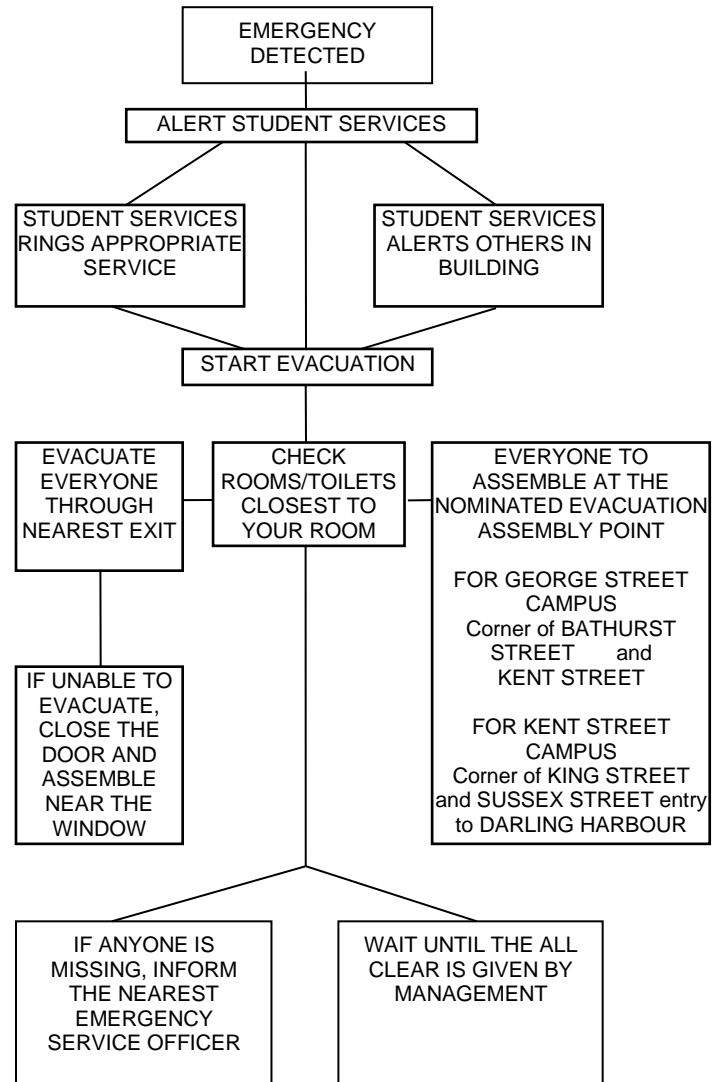 EMERGENCY
DETECTED
ALERT STUDENT SERVICES
STUDENT SERVICES
RINGS APPROPRIATE
SERVICE
STUDENT SERVICES
ALERTS OTHERS IN
BUILDING
START EVACUATION
EVACUATE
EVERYONE
THROUGH
NEAREST EXIT
CHECK
ROOMS/TOILETS
CLOSEST TO
YOUR ROOM
EVERYONE TO
ASSEMBLE AT THE
NOMINATED EVACUATION
ASSEMBLY POINT
FOR GEORGE STREET
CAMPUS
Corner of BATHURST
STREET and
KENT STREET
FOR KENT STREET
CAMPUS
Corner of KING STREET
and SUSSEX STREET entry
to DARLING HARBOUR
IF UNABLE TO
EVACUATE,
CLOSE THE
DOOR AND
ASSEMBLE
NEAR THE
WINDOW
IF ANYONE IS
MISSING, INFORM
THE NEAREST
EMERGENCY
SERVICE OFFICER
WAIT UNTIL THE ALL
CLEAR IS GIVEN BY
MANAGEMENT